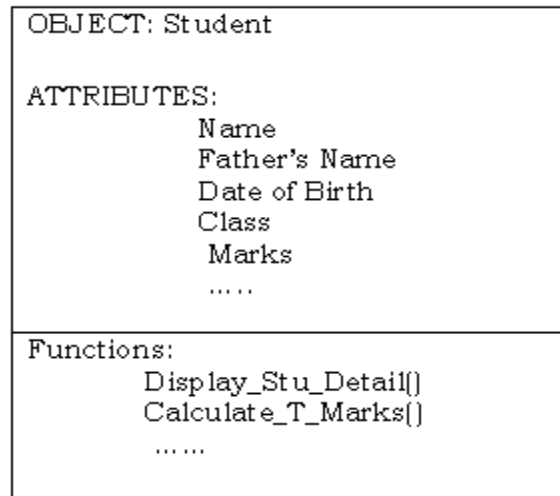 OBJECT: Student
ATTRIBUTES:
Name
Father's Name
Date of Birth
Class
Marks
.....
Functions:
Display_Stu_Detail()
Calculate_T_Marks()
......